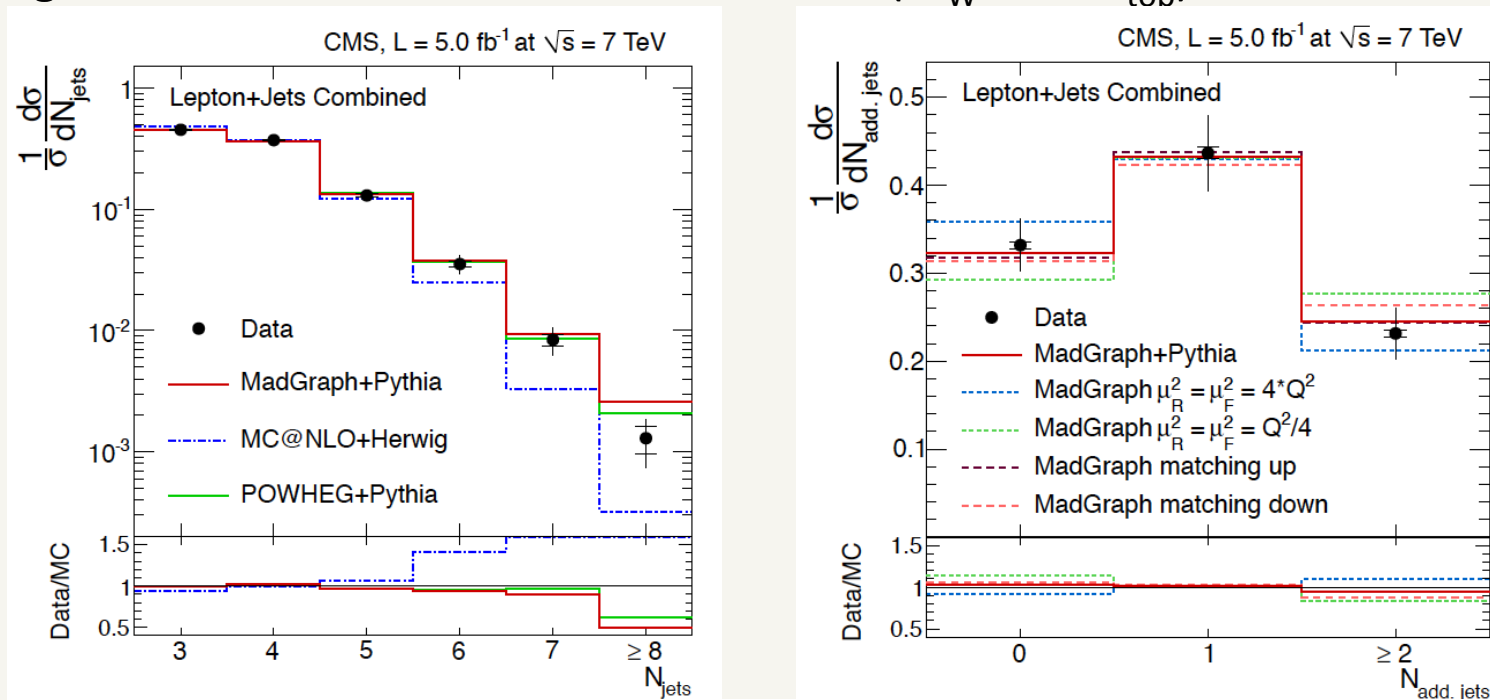 W
top
CMS, L = 5.0 fb⁻¹ at √s = 7 TeV
1/σ dσ/dN_jets
Lepton+Jets Combined
1
10⁻¹
10⁻²
10⁻³
Data
MadGraph+Pythia
MC@NLO+Herwig
POWHEG+Pythia
Data/MC
1.5
1
0.5
3 4 5 6 7 ≥ 8
N_jets
CMS, L = 5.0 fb⁻¹ at √s = 7 TeV
1/σ dσ/dN_add. jets
Lepton+Jets Combined
0.5
0.4
0.3
0.2
0.1
Data
MadGraph+Pythia
MadGraph μ²_R = μ²_F = 4*Q²
MadGraph μ²_R = μ²_F = Q²/4
MadGraph matching up
MadGraph matching down
Data/MC
1.5
1
0.5
0 1 ≥ 2
N_add. jets